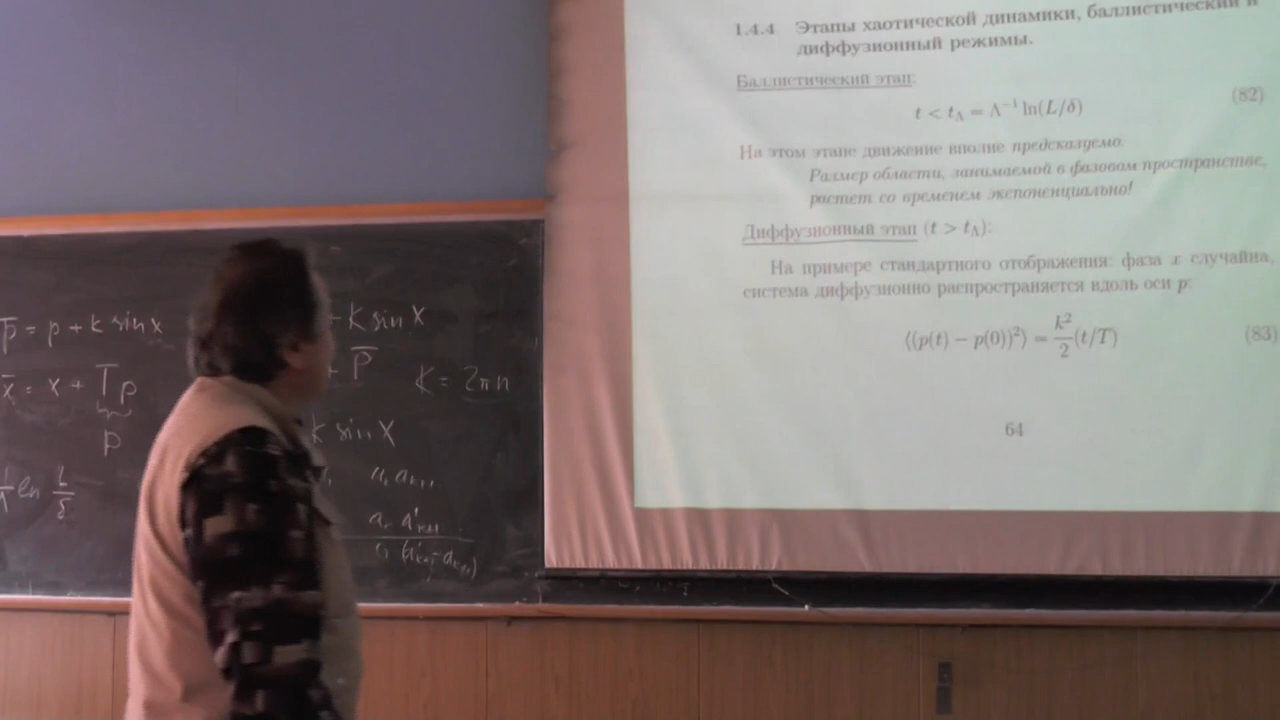 1.4.4 Этапы хаотической динамики, баллистический и
диффузионный режимы.
Баллистический этап:
t < t_Λ = Λ⁻¹ ln(L/δ) (82)
На этом этапе движение вполне предсказуемо.
Размер области, занимаемой в фазовом пространстве,
растет со временем экспоненциально!
Диффузионный этап (t > t_Λ):
На примере стандартного отображения: фаза x случайна,
система диффузионно распространяется вдоль оси p:
⟨(p(t) − p(0))²⟩ = k²/2 (t/T) (83)
64
p̄ = p + k sin x
x̄ = x + Tp
p
ln L/δ
K sin X
+ P̄
K = 2πn
K sin X